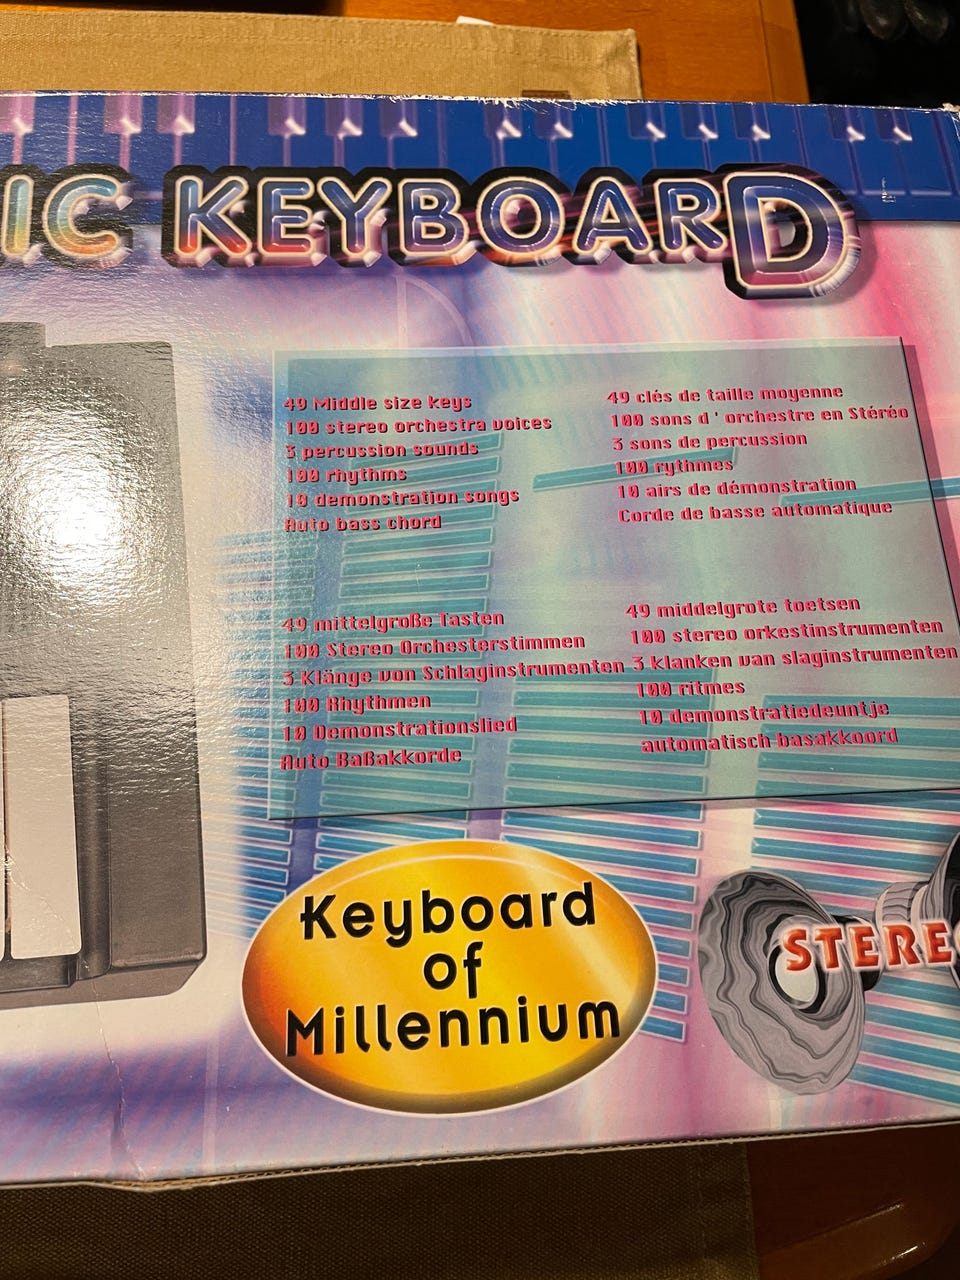 IC KEYBOARD
49 Middle size keys
100 stereo orchestra voices
3 percussion sounds
100 rhythms
10 demonstration songs
Auto bass chord
49 clés de taille moyenne
100 sons d ' orchestre en Stéréo
3 sons de percussion
100 rythmes
10 airs de démonstration
Corde de basse automatique
49 mittelgroße Tasten
100 Stereo Orchesterstimmen
3 Klänge von Schlaginstrumenten
100 Rhythmen
10 Demonstrationslied
Auto Baßakkorde
49 middelgrote toetsen
100 stereo orkestinstrumenten
3 klanken van slaginstrumenten
100 ritmes
10 demonstratiedeuntje
automatisch basakkoord
Keyboard
of
Millennium
STEREO